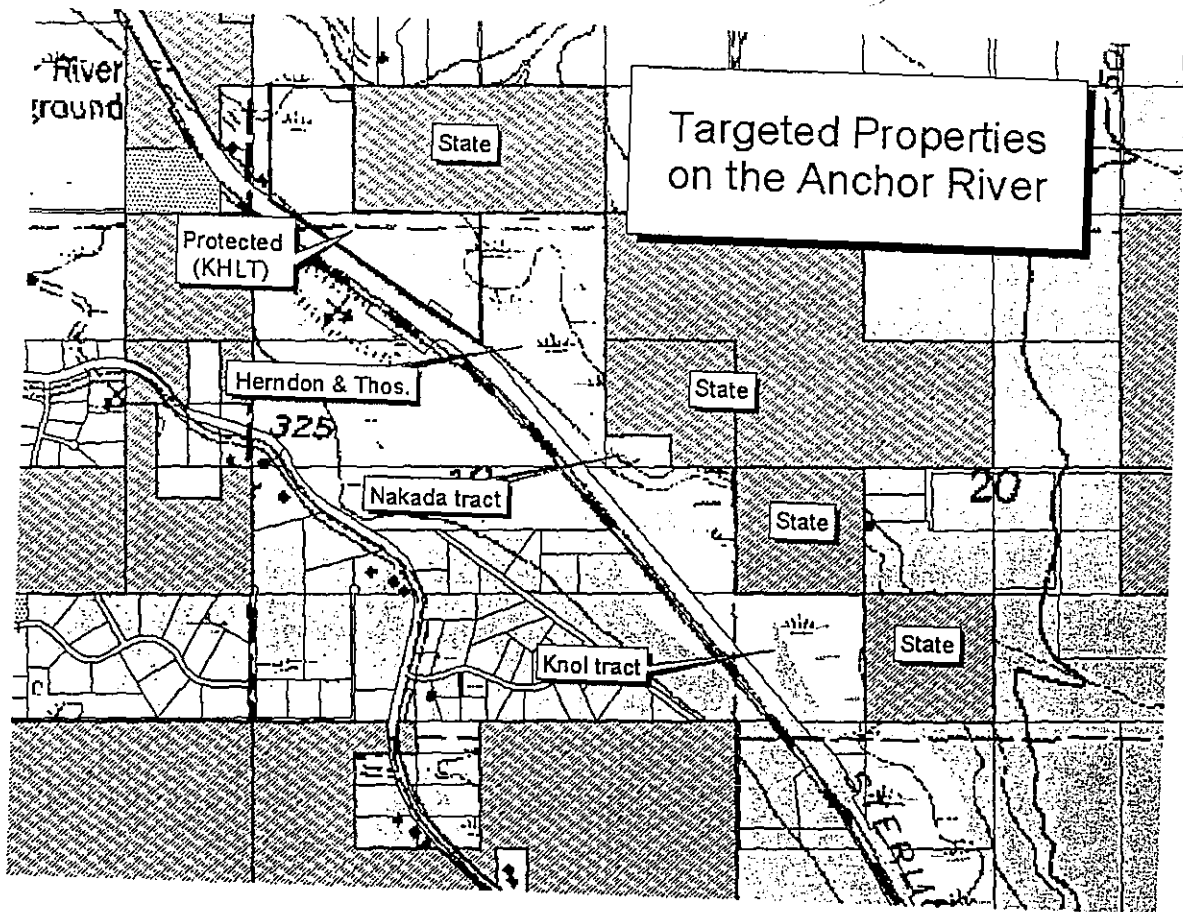 River
ground
State
Targeted Properties
on the Anchor River
Protected
(KHLT)
Herndon & Thos.
State
325
Nakada tract
20
State
State
Knol tract